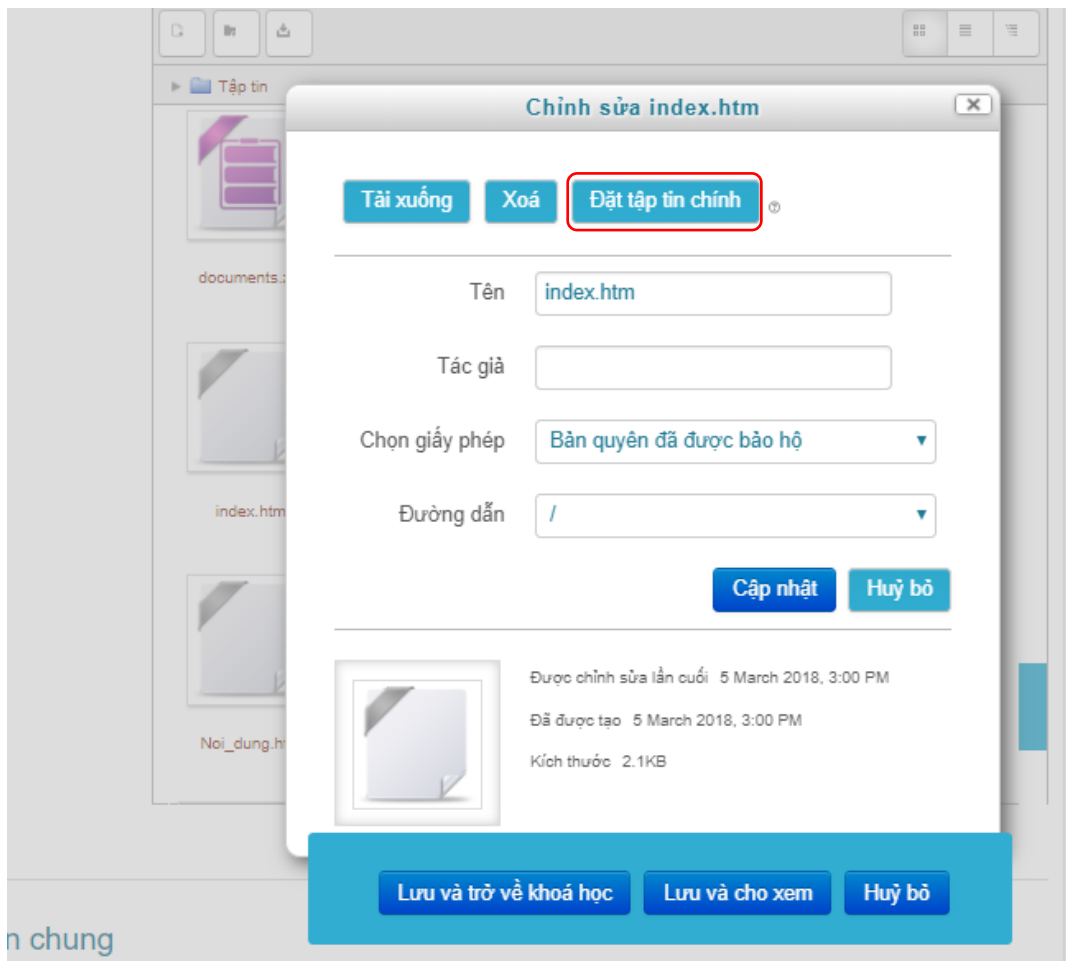 Tập tin
Chỉnh sửa index.htm
Tải xuống Xoá Đặt tập tin chính
documents.
Tên index.htm
Tác giả
Chọn giấy phép Bản quyên đã được bảo hộ
index.htm
Đường dẫn /
Cập nhật Huỷ bỏ
Được chỉnh sửa lần cuối 5 March 2018, 3:00 PM
Đã được tạo 5 March 2018, 3:00 PM
Noi_dung.h
Kích thước 2.1KB
Lưu và trở về khoá học Lưu và cho xem Huỷ bỏ
n chung